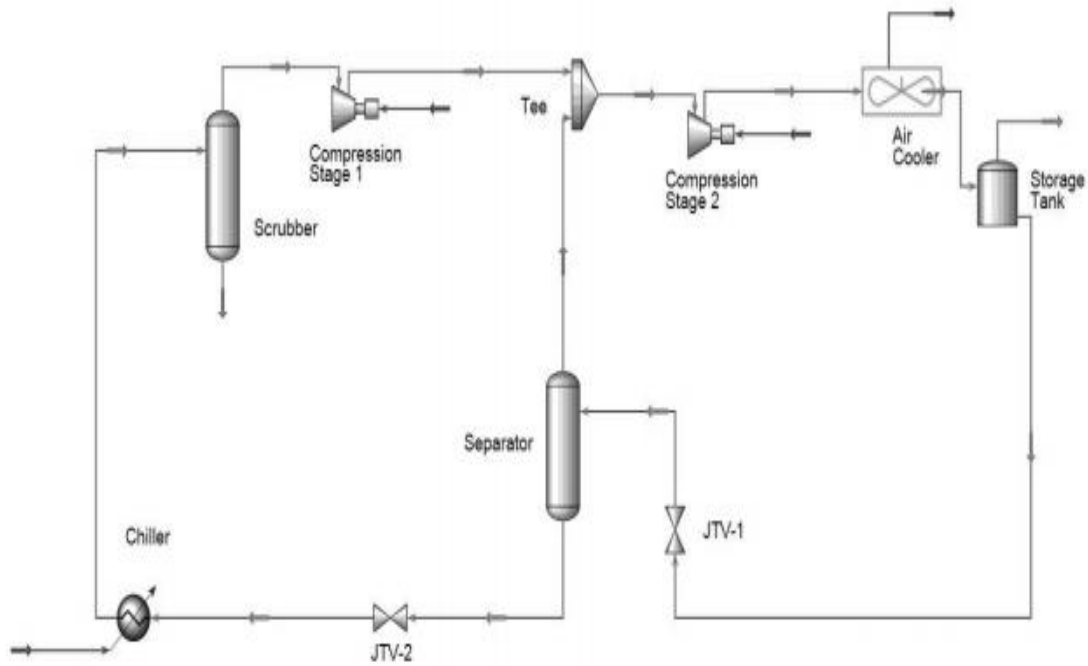 Tee
Compression
Stage 1
Scrubber
Compression
Stage 2
Air
Cooler
Storage
Tank
Separator
JTV-1
Chiller
JTV-2